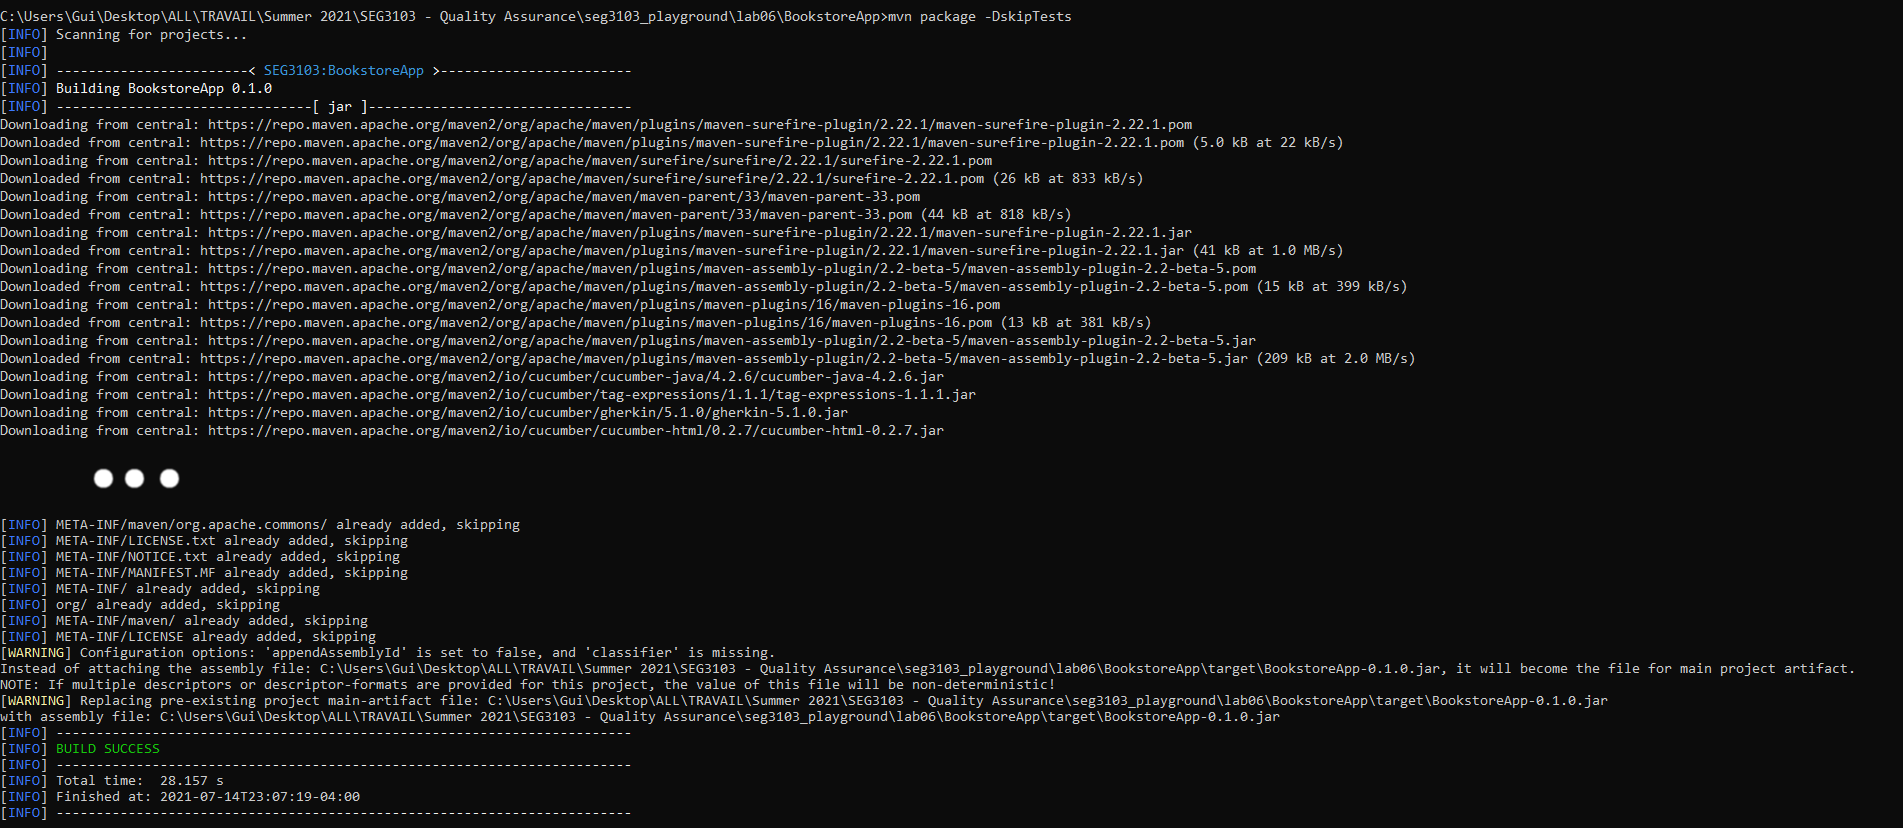 C:\Users\Gui\Desktop\ALL\TRAVAIL\Summer 2021\SEG3103 - Quality Assurance\seg3103_playground\lab06\BookstoreApp>mvn package -DskipTests
[INFO] Scanning for projects...
[INFO]
[INFO] ------------------------< SEG3103:BookstoreApp >------------------------
[INFO] Building BookstoreApp 0.1.0
[INFO] --------------------------------[ jar ]---------------------------------
Downloading from central: https://repo.maven.apache.org/maven2/org/apache/maven/plugins/maven-surefire-plugin/2.22.1/maven-surefire-plugin-2.22.1.pom
Downloaded from central: https://repo.maven.apache.org/maven2/org/apache/maven/plugins/maven-surefire-plugin/2.22.1/maven-surefire-plugin-2.22.1.pom (5.0 kB at 22 kB/s)
Downloading from central: https://repo.maven.apache.org/maven2/org/apache/maven/surefire/surefire/2.22.1/surefire-2.22.1.pom
Downloaded from central: https://repo.maven.apache.org/maven2/org/apache/maven/surefire/surefire/2.22.1/surefire-2.22.1.pom (26 kB at 833 kB/s)
Downloading from central: https://repo.maven.apache.org/maven2/org/apache/maven/maven-parent/33/maven-parent-33.pom
Downloaded from central: https://repo.maven.apache.org/maven2/org/apache/maven/maven-parent/33/maven-parent-33.pom (44 kB at 818 kB/s)
Downloading from central: https://repo.maven.apache.org/maven2/org/apache/maven/plugins/maven-surefire-plugin/2.22.1/maven-surefire-plugin-2.22.1.jar
Downloaded from central: https://repo.maven.apache.org/maven2/org/apache/maven/plugins/maven-surefire-plugin/2.22.1/maven-surefire-plugin-2.22.1.jar (41 kB at 1.0 MB/s)
Downloading from central: https://repo.maven.apache.org/maven2/org/apache/maven/plugins/maven-assembly-plugin/2.2-beta-5/maven-assembly-plugin-2.2-beta-5.pom
Downloaded from central: https://repo.maven.apache.org/maven2/org/apache/maven/plugins/maven-assembly-plugin/2.2-beta-5/maven-assembly-plugin-2.2-beta-5.pom (15 kB at 399 kB/s)
Downloading from central: https://repo.maven.apache.org/maven2/org/apache/maven/plugins/maven-plugins/16/maven-plugins-16.pom
Downloaded from central: https://repo.maven.apache.org/maven2/org/apache/maven/plugins/maven-plugins/16/maven-plugins-16.pom (13 kB at 381 kB/s)
Downloading from central: https://repo.maven.apache.org/maven2/org/apache/maven/plugins/maven-assembly-plugin/2.2-beta-5/maven-assembly-plugin-2.2-beta-5.jar
Downloaded from central: https://repo.maven.apache.org/maven2/org/apache/maven/plugins/maven-assembly-plugin/2.2-beta-5/maven-assembly-plugin-2.2-beta-5.jar (209 kB at 2.0 MB/s)
Downloading from central: https://repo.maven.apache.org/maven2/io/cucumber/cucumber-java/4.2.6/cucumber-java-4.2.6.jar
Downloading from central: https://repo.maven.apache.org/maven2/io/cucumber/tag-expressions/1.1.1/tag-expressions-1.1.1.jar
Downloading from central: https://repo.maven.apache.org/maven2/io/cucumber/gherkin/5.1.0/gherkin-5.1.0.jar
Downloading from central: https://repo.maven.apache.org/maven2/io/cucumber/cucumber-html/0.2.7/cucumber-html-0.2.7.jar
[INFO] META-INF/maven/org.apache.commons/ already added, skipping
[INFO] META-INF/LICENSE.txt already added, skipping
[INFO] META-INF/NOTICE.txt already added, skipping
[INFO] META-INF/MANIFEST.MF already added, skipping
[INFO] META-INF/ already added, skipping
[INFO] org/ already added, skipping
[INFO] META-INF/maven/ already added, skipping
[INFO] META-INF/LICENSE already added, skipping
[WARNING] Configuration options: 'appendAssemblyId' is set to false, and 'classifier' is missing.
Instead of attaching the assembly file: C:\Users\Gui\Desktop\ALL\TRAVAIL\Summer 2021\SEG3103 - Quality Assurance\seg3103_playground\lab06\BookstoreApp\target\BookstoreApp-0.1.0.jar, it will become the file for main project artifact.
NOTE: If multiple descriptors or descriptor-formats are provided for this project, the value of this file will be non-deterministic!
[WARNING] Replacing pre-existing project main-artifact file: C:\Users\Gui\Desktop\ALL\TRAVAIL\Summer 2021\SEG3103 - Quality Assurance\seg3103_playground\lab06\BookstoreApp\target\BookstoreApp-0.1.0.jar
with assembly file: C:\Users\Gui\Desktop\ALL\TRAVAIL\Summer 2021\SEG3103 - Quality Assurance\seg3103_playground\lab06\BookstoreApp\target\BookstoreApp-0.1.0.jar
[INFO] ------------------------------------------------------------------------
[INFO] BUILD SUCCESS
[INFO] ------------------------------------------------------------------------
[INFO] Total time:  28.157 s
[INFO] Finished at: 2021-07-14T23:07:19-04:00
[INFO] ------------------------------------------------------------------------